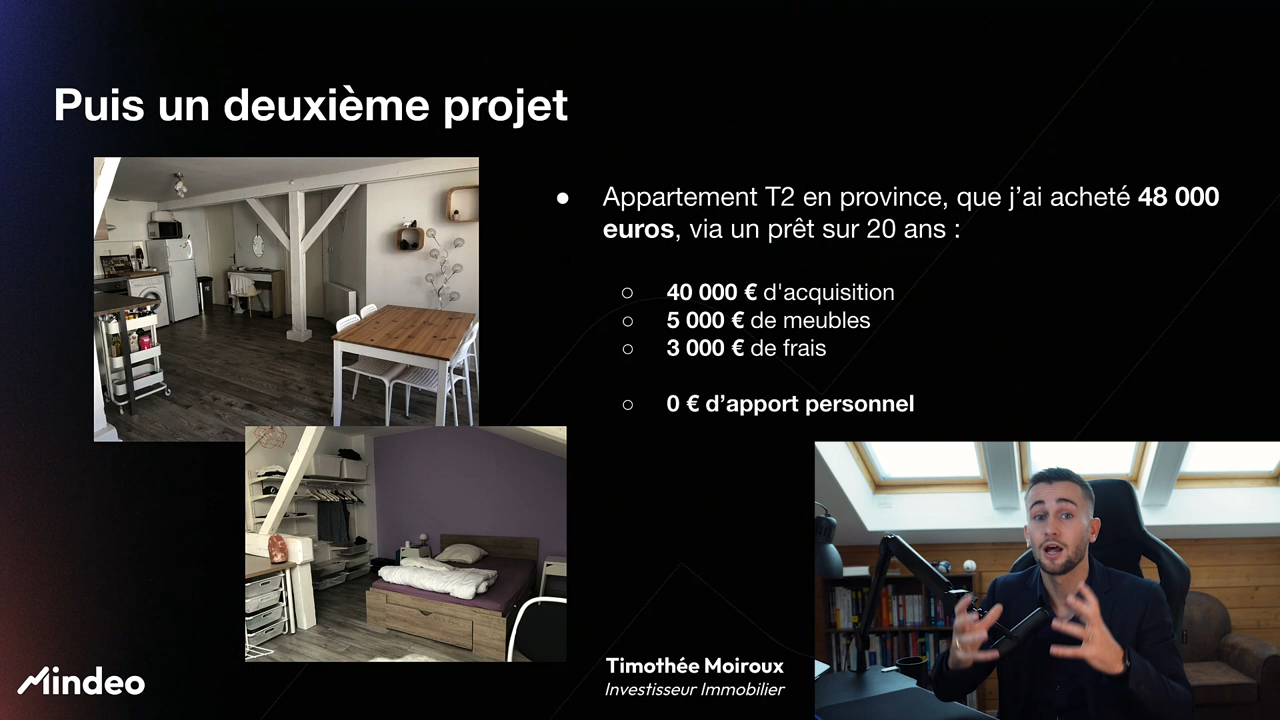 Puis un deuxième projet
● Appartement T2 en province, que j’ai acheté 48 000
euros, via un prêt sur 20 ans :
○ 40 000 € d'acquisition
○ 5 000 € de meubles
○ 3 000 € de frais
○ 0 € d’apport personnel
Mindeo
Timothée Moiroux
Investisseur Immobilier